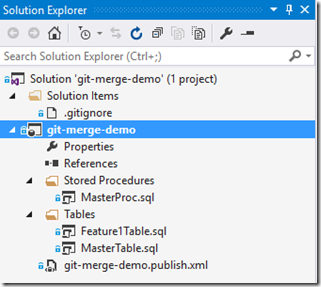 Solution Explorer
Search Solution Explorer (Ctrl+;)
Solution 'git-merge-demo' (1 project)
Solution Items
.gitignore
git-merge-demo
Properties
References
Stored Procedures
MasterProc.sql
Tables
Feature1Table.sql
MasterTable.sql
git-merge-demo.publish.xml